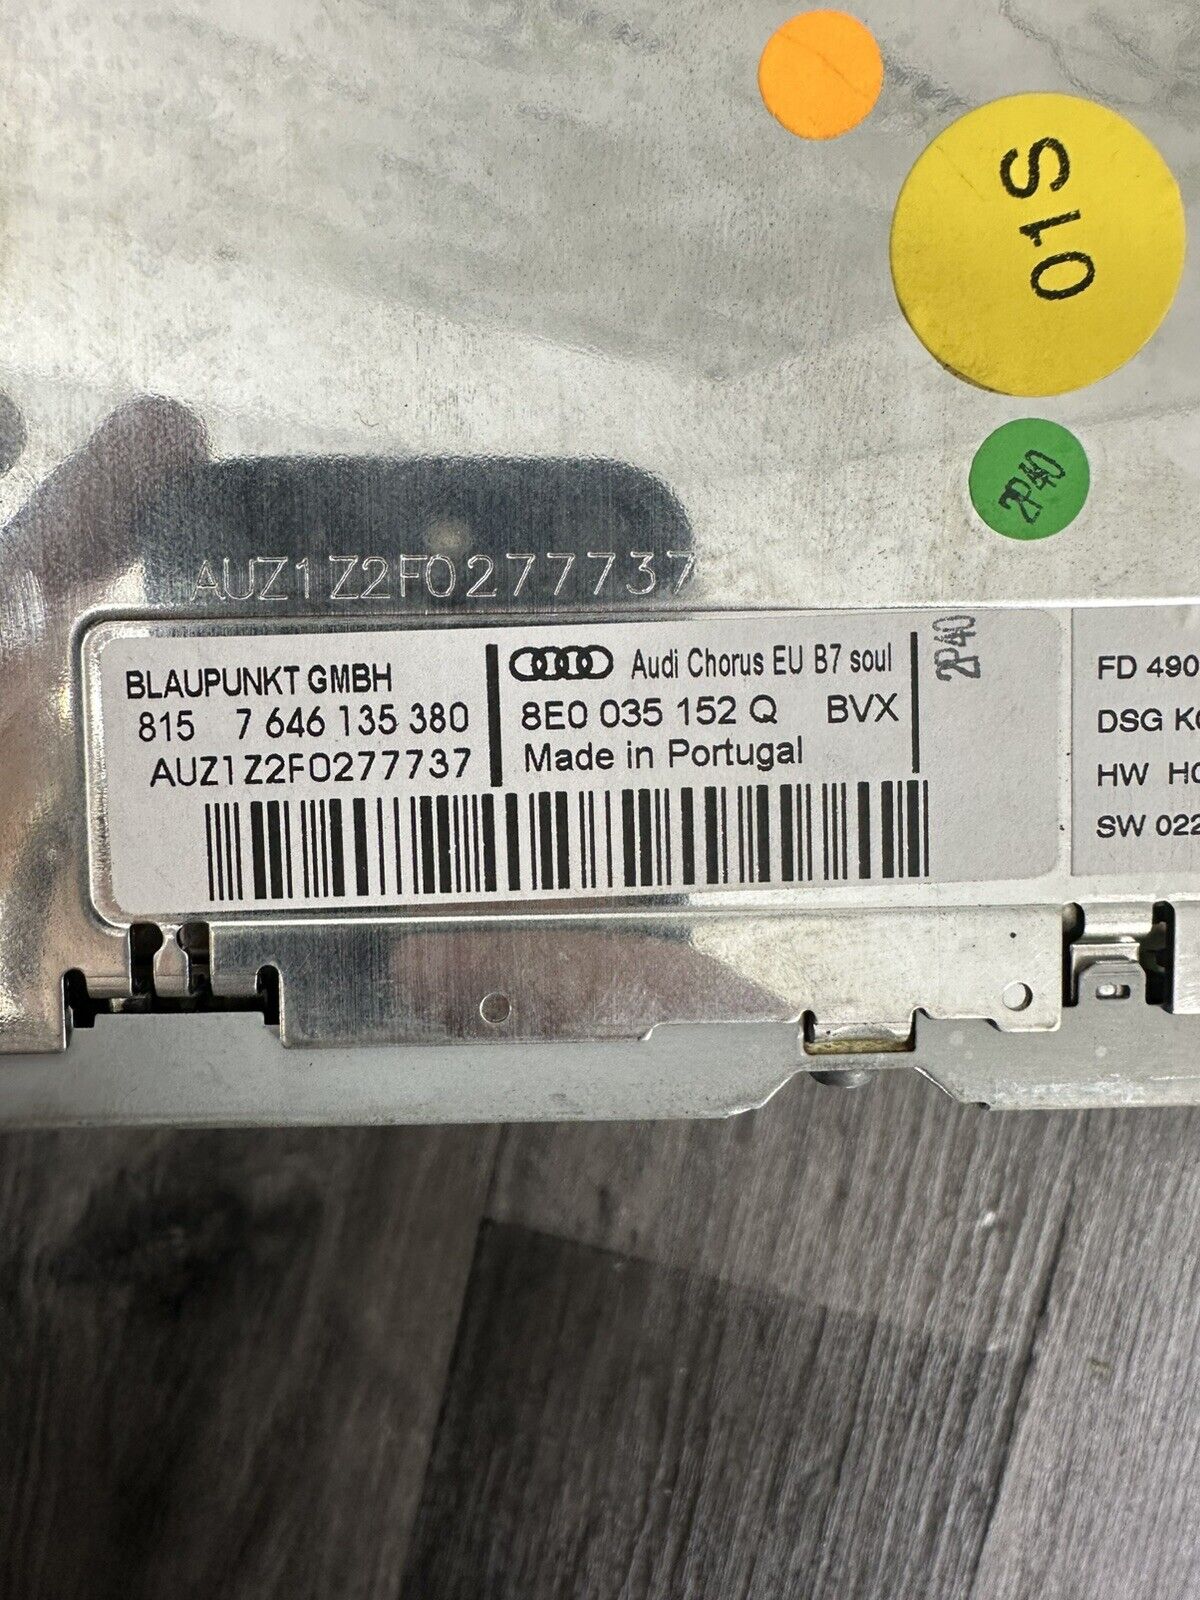 01S
2P40
AUZ1Z2F0277737
BLAUPUNKT GMBH
815 7 646 135 380
AUZ1Z2F0277737
Audi Chorus EU B7 soul
8E0 035 152 Q BVX
Made in Portugal
2P40
FD 490
DSG K
HW H
SW 022